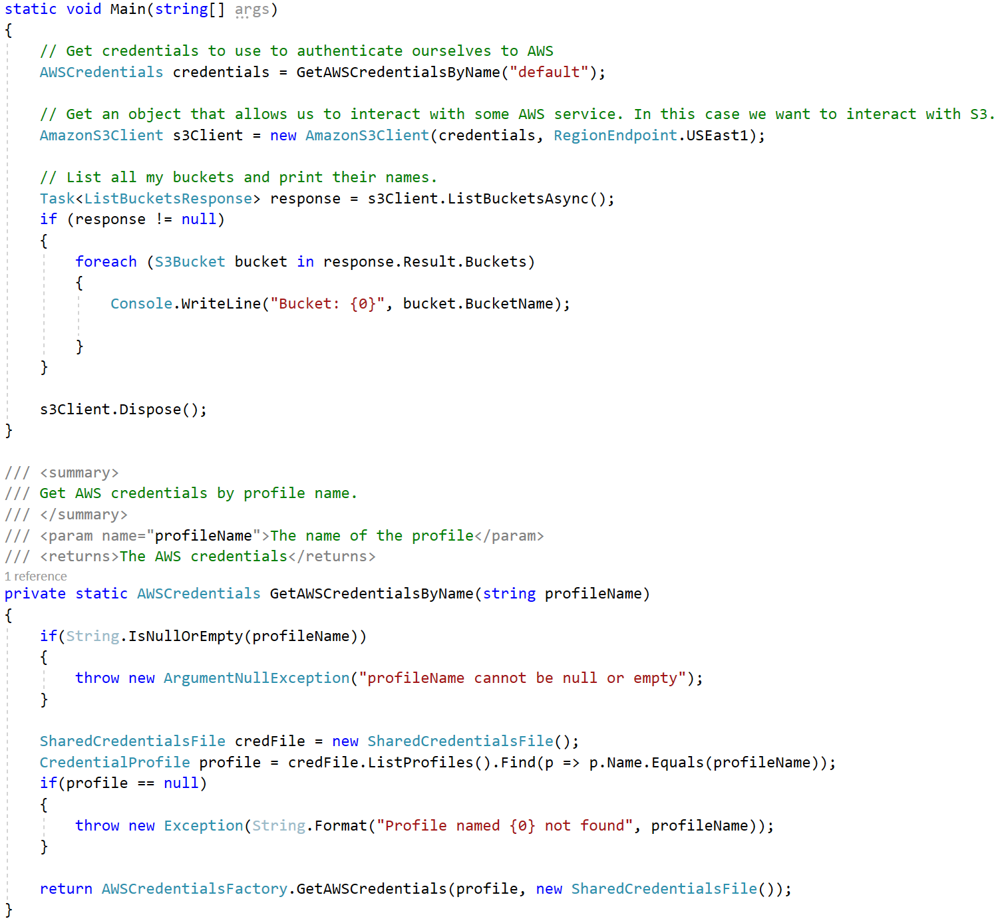 static void Main(string[] args)
{
    // Get credentials to use to authenticate ourselves to AWS
    AWSCredentials credentials = GetAWSCredentialsByName("default");

    // Get an object that allows us to interact with some AWS service. In this case we want to interact with S3.
    AmazonS3Client s3Client = new AmazonS3Client(credentials, RegionEndpoint.USEast1);

    // List all my buckets and print their names.
    Task<ListBucketsResponse> response = s3Client.ListBucketsAsync();
    if (response != null)
    {
        foreach (S3Bucket bucket in response.Result.Buckets)
        {
            Console.WriteLine("Bucket: {0}", bucket.BucketName);

        }
    }

    s3Client.Dispose();
}

/// <summary>
/// Get AWS credentials by profile name.
/// </summary>
/// <param name="profileName">The name of the profile</param>
/// <returns>The AWS credentials</returns>
1 reference
private static AWSCredentials GetAWSCredentialsByName(string profileName)
{
    if(String.IsNullOrEmpty(profileName))
    {
        throw new ArgumentNullException("profileName cannot be null or empty");
    }

    SharedCredentialsFile credFile = new SharedCredentialsFile();
    CredentialProfile profile = credFile.ListProfiles().Find(p => p.Name.Equals(profileName));
    if(profile == null)
    {
        throw new Exception(String.Format("Profile named {0} not found", profileName));
    }

    return AWSCredentialsFactory.GetAWSCredentials(profile, new SharedCredentialsFile());
}